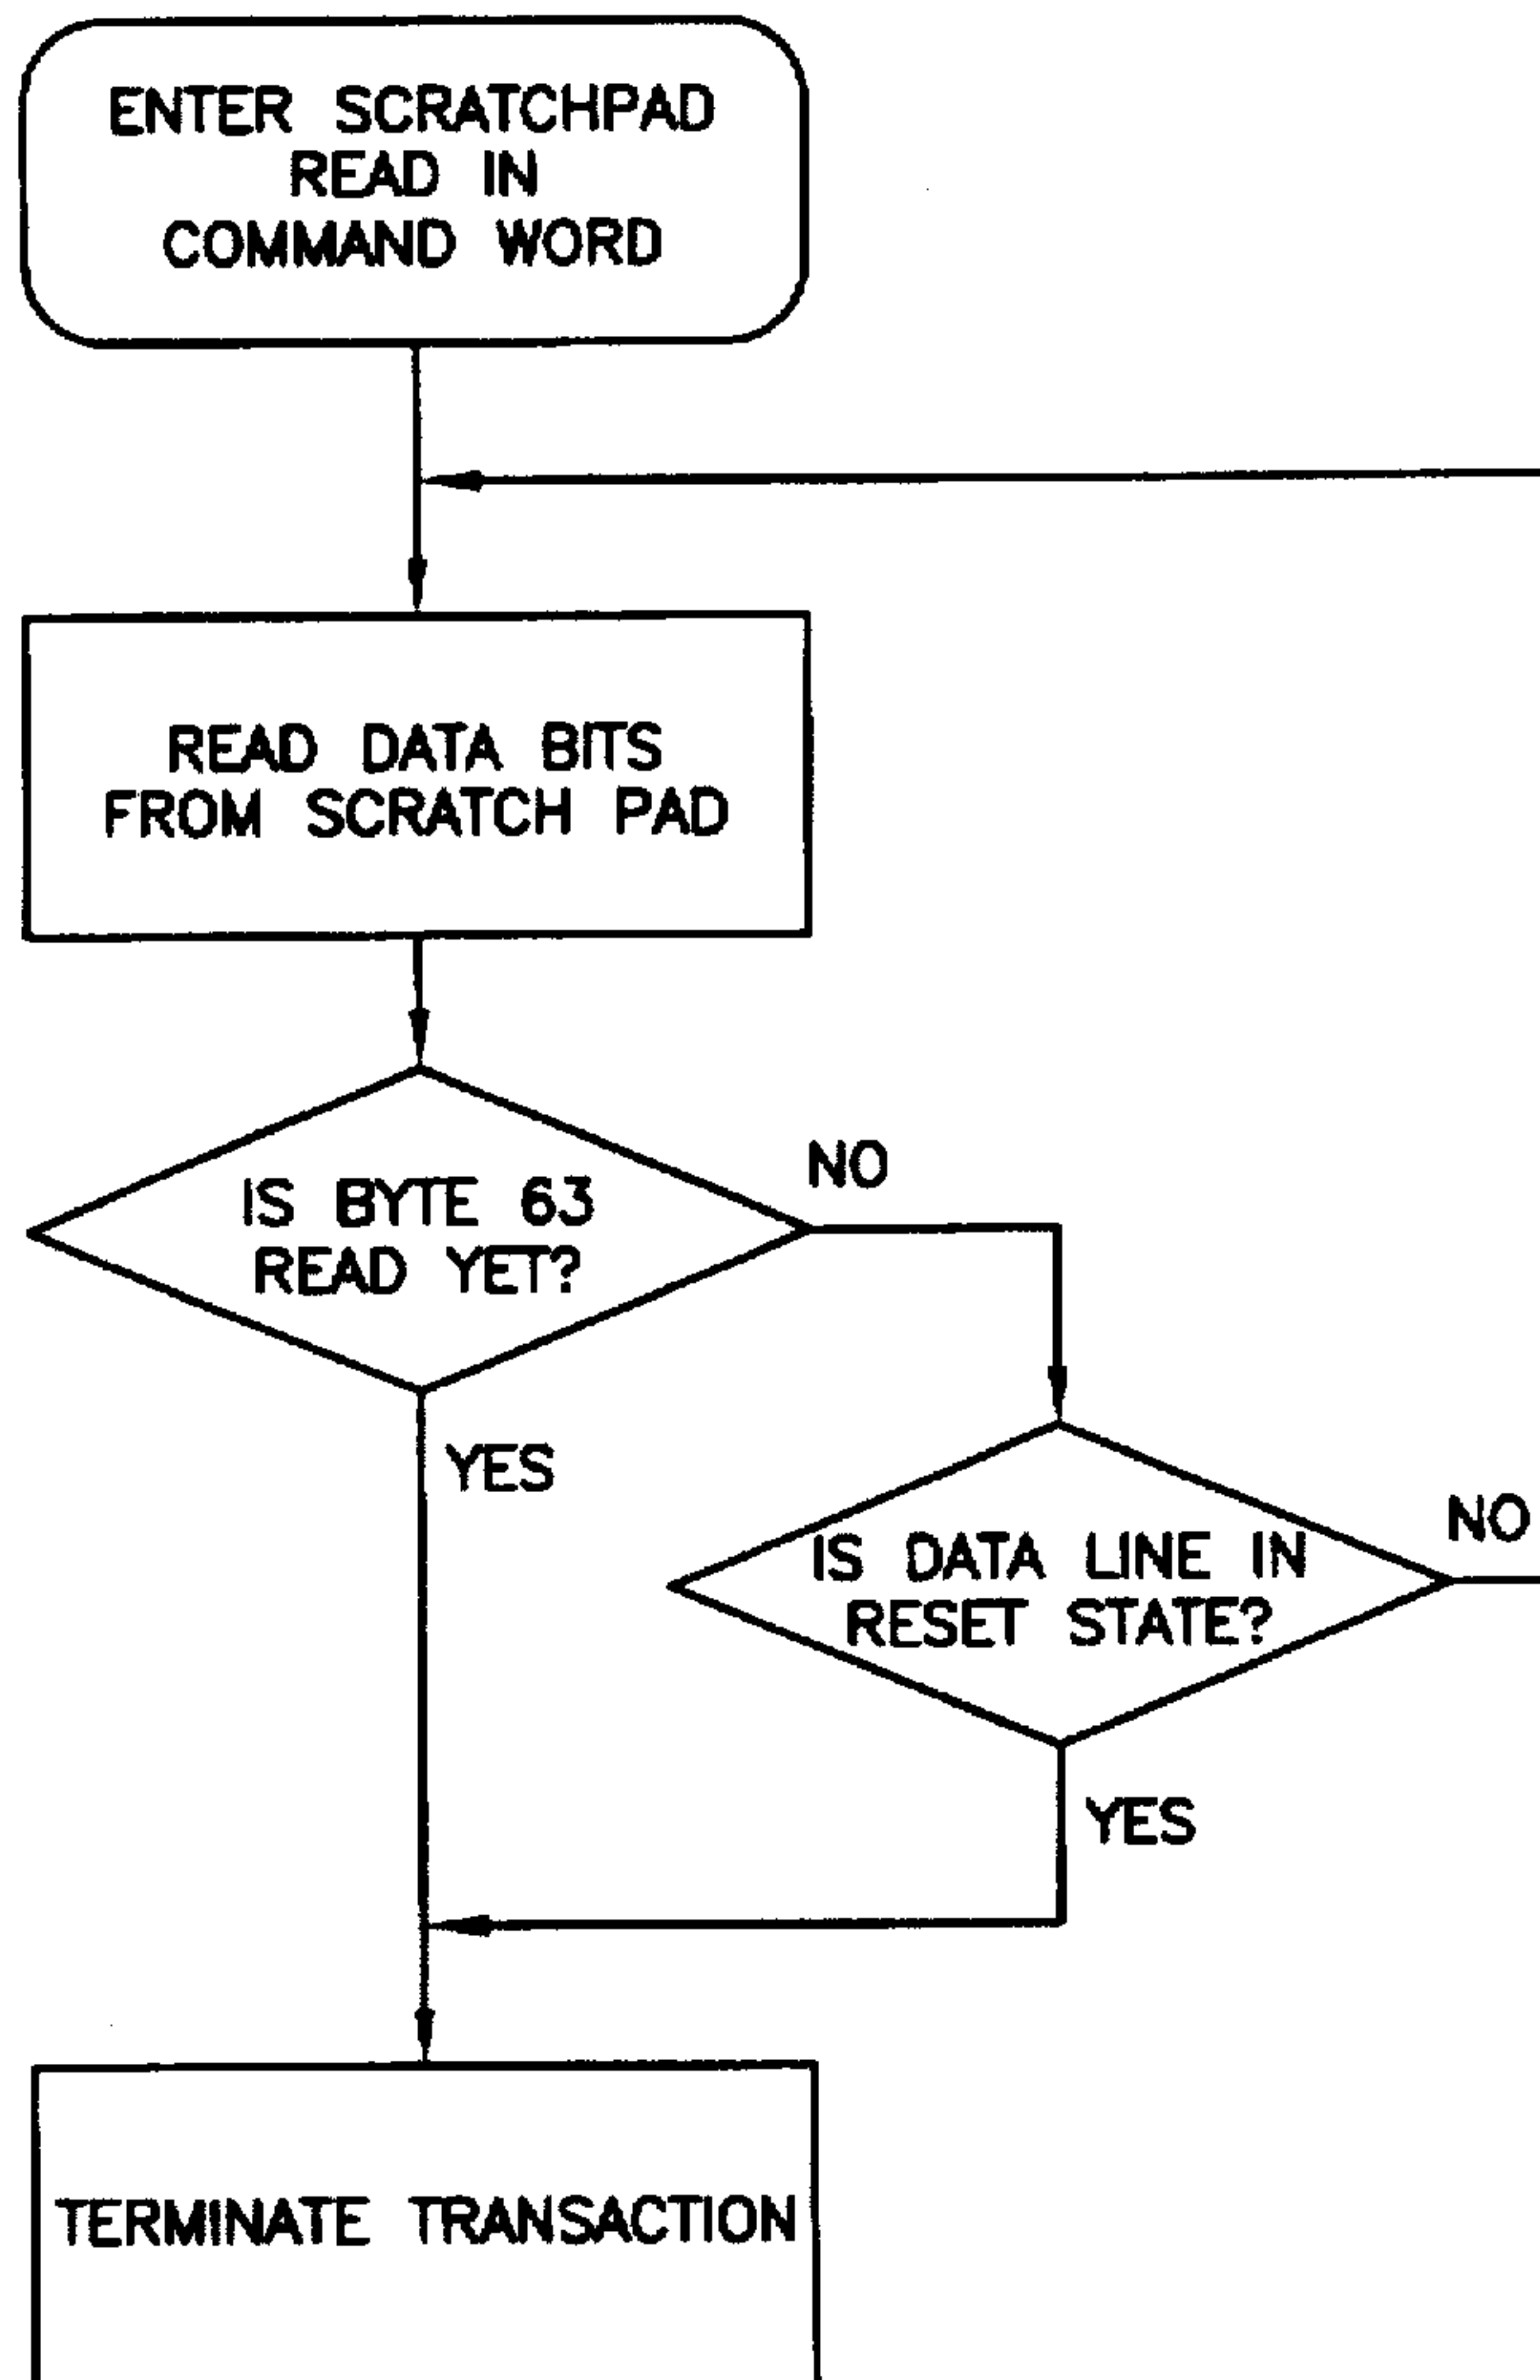 ENTER SCRATCHPAD
READ IN
COMMAND WORD
READ DATA BITS
FROM SCRATCH PAD
IS BYTE 63
READ YET?
NO
YES
IS DATA LINE IN
RESET STATE?
NO
YES
TERMINATE TRANSACTION